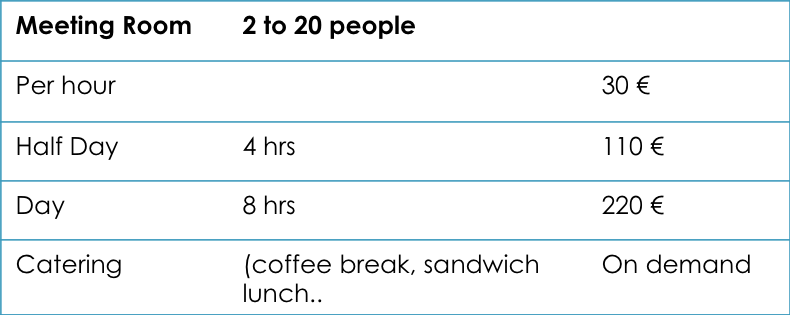 Meeting Room 2 to 20 people
Per hour 30 €
Half Day 4 hrs 110 €
Day 8 hrs 220 €
Catering (coffee break, sandwich On demand
lunch..